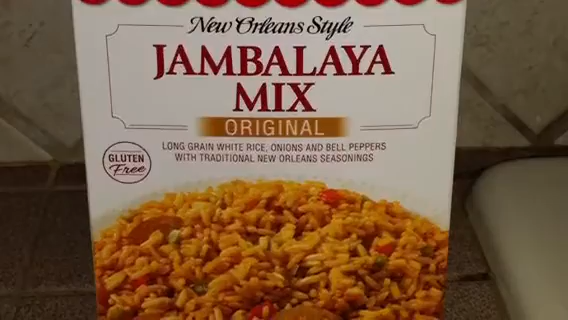 New Orleans Style
JAMBALAYA
MIX
ORIGINAL
LONG GRAIN WHITE RICE, ONIONS AND BELL PEPPERS
WITH TRADITIONAL NEW ORLEANS SEASONINGS
GLUTEN
Free